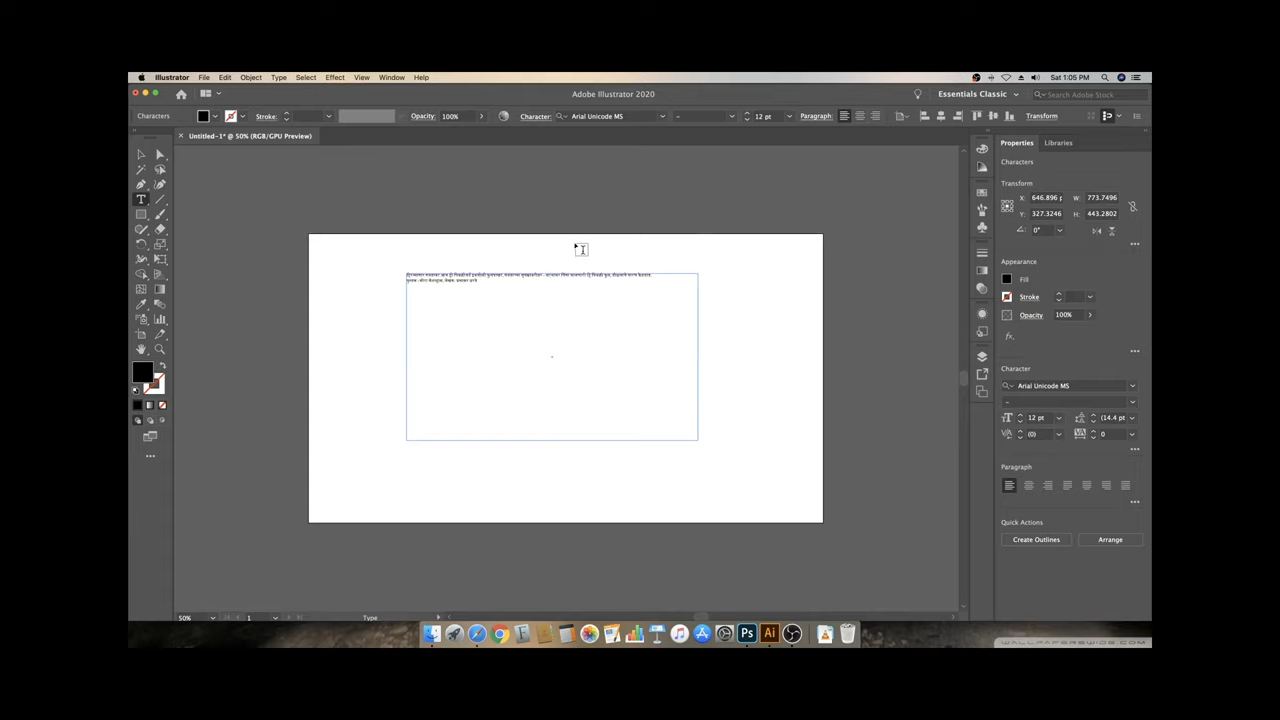 Illustrator File Edit Object Type Select Effect View Window Help
Sat 1:05 PM
Adobe Illustrator 2020
Essentials Classic
Search Adobe Stock
Characters
Stroke:
Opacity: 100%
Character: Arial Unicode MS
-
12 pt
Paragraph:
Transform
× Untitled-1* @ 50% (RGB/GPU Preview)
Properties Libraries
Characters
Transform
X: 646.896 p W: 773.7496
Y: 327.3246 H: 443.2802
0°
Appearance
Fill
Stroke
Opacity 100%
fx
Character
Arial Unicode MS
-
12 pt (14.4 pt
(0) 0
Paragraph
Quick Actions
Create Outlines Arrange
50% 1 Type
WALLPAPERSWIDE.COM